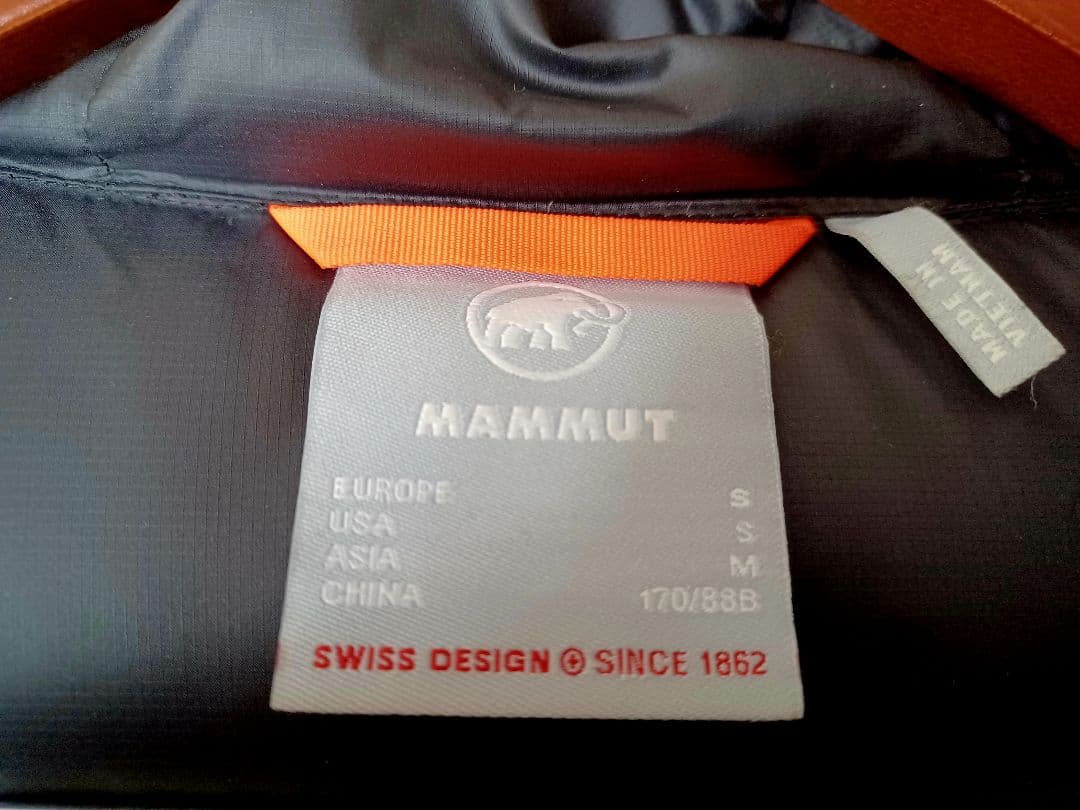 MADE IN
VIETNAM
MAMMUT
EUROPE S
USA S
ASIA M
CHINA 170/88B
SWISS DESIGN SINCE 1862